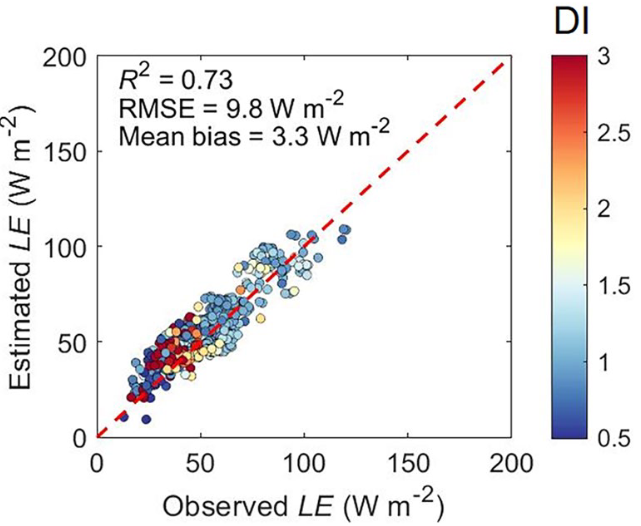 DI
200
150
100
50
0
Estimated LE (W m-2)
R2 = 0.73
RMSE = 9.8 W m-2
Mean bias = 3.3 W m-2
3
2.5
2
1.5
1
0.5
0 50 100 150 200
Observed LE (W m-2)